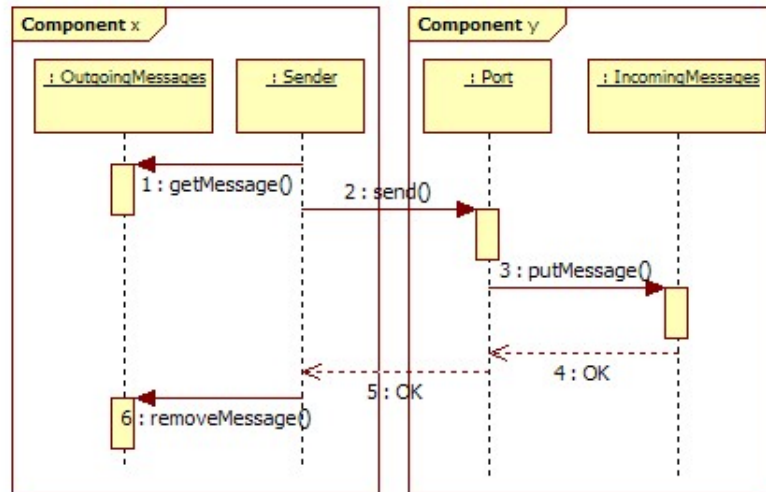 Component x
Component y
: OutgoingMessages
: Sender
: Port
: IncomingMessages
1 : getMessage()
2 : send()
3 : putMessage()
4 : OK
5 : OK
6 : removeMessage()